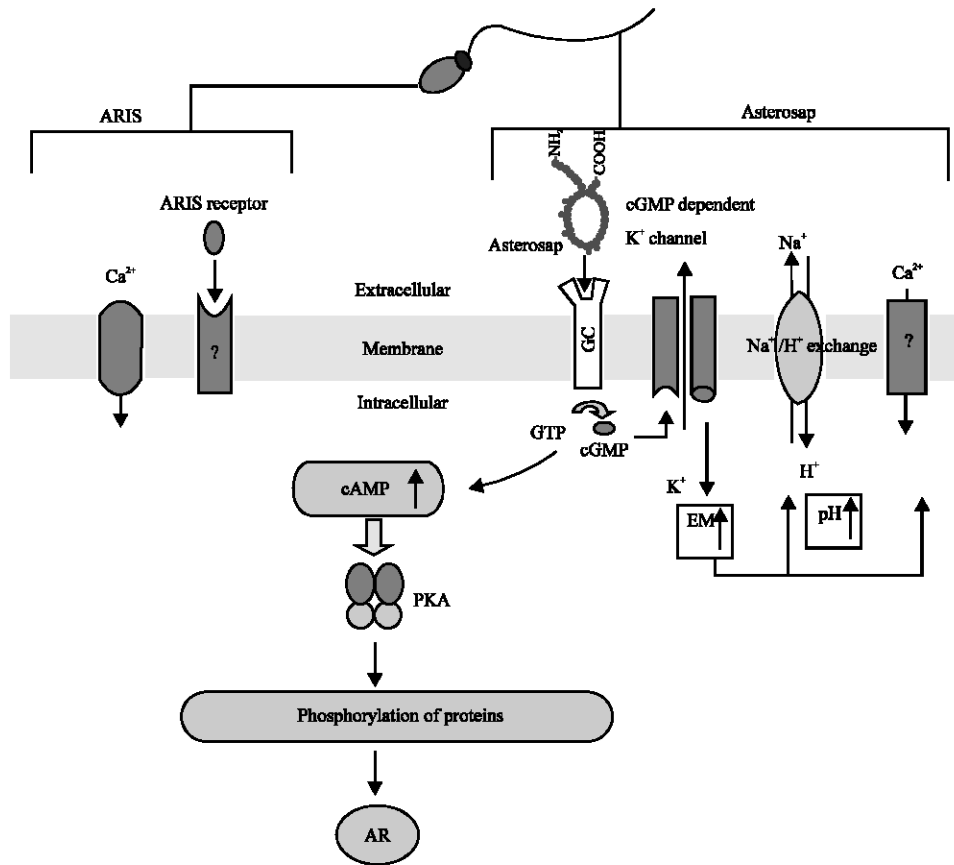 ARIS
Asterosap
NH₂
COOH
ARIS receptor
cGMP dependent
K⁺ channel
Asterosap
Na⁺
Ca²⁺
Ca²⁺
Extracellular
?
Membrane
GC
Na⁺/H⁺ exchange
?
Intracellular
GTP
cGMP
cAMP
K⁺
H⁺
EM
pH
PKA
Phosphorylation of proteins
AR